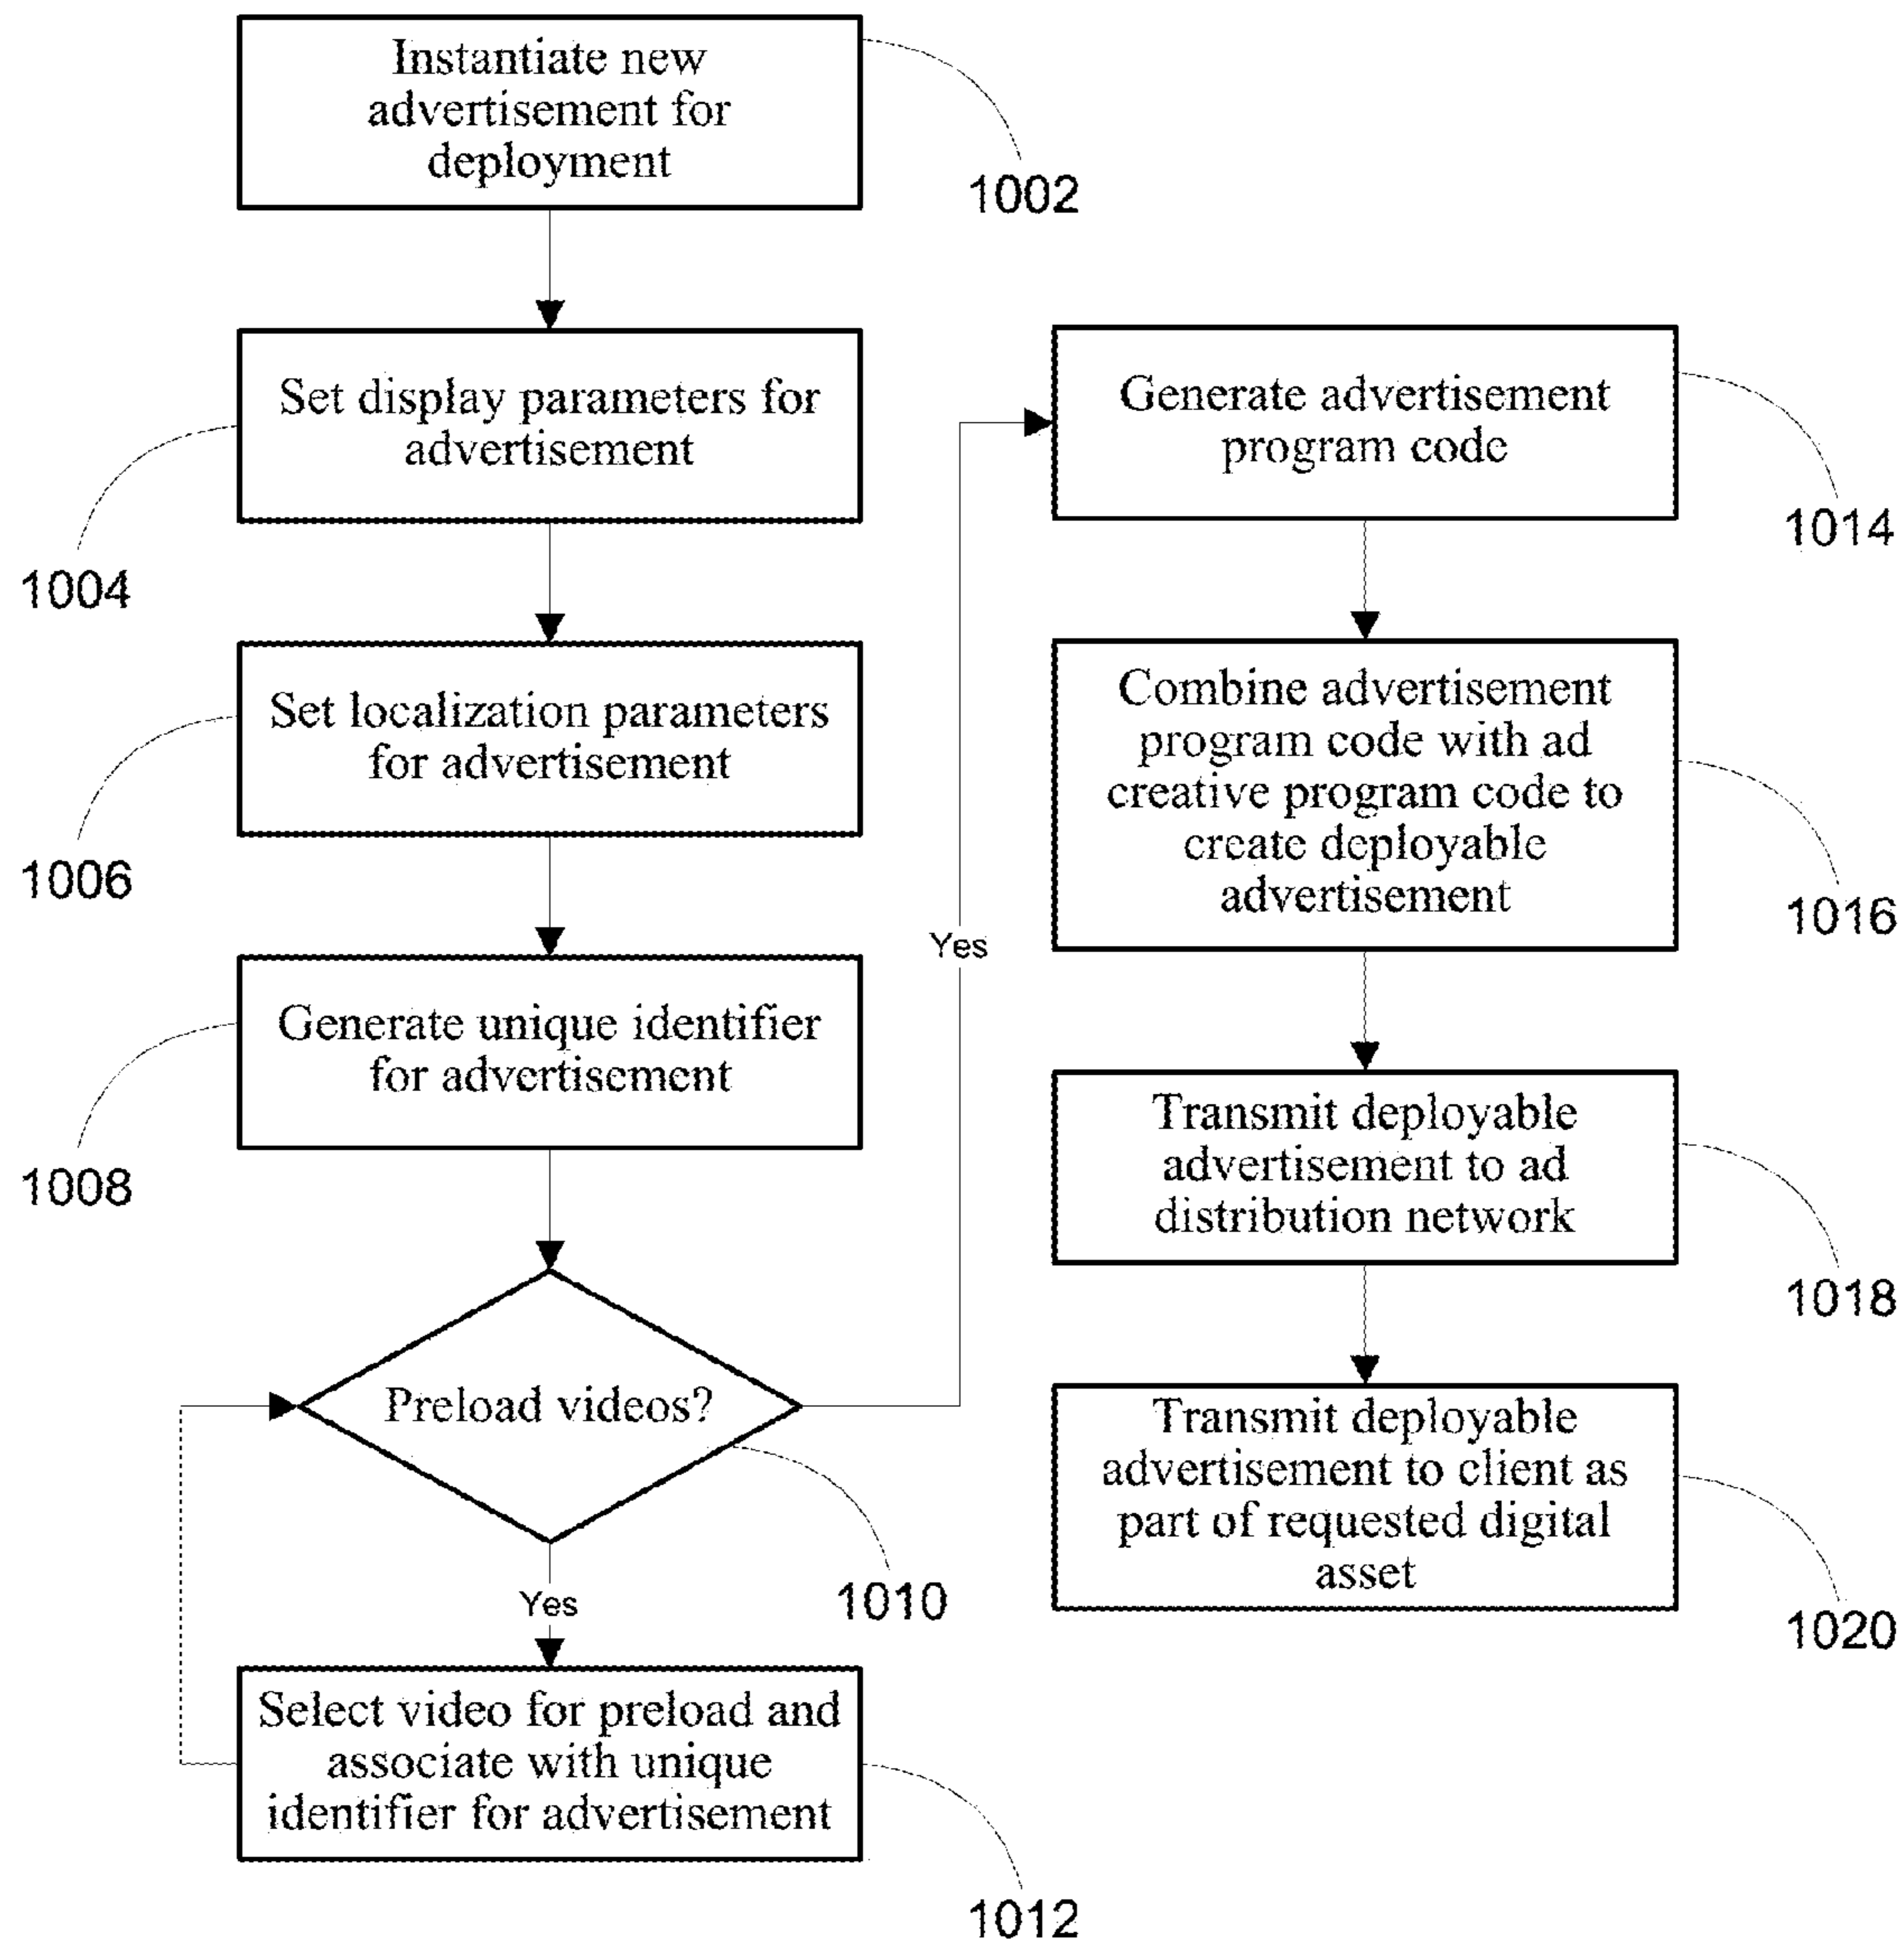 Instantiate new
advertisement for
deployment
1002
Set display parameters for
advertisement
1004
Set localization parameters
for advertisement
1006
Generate unique identifier
for advertisement
1008
Preload videos?
1010
Yes
Select video for preload and
associate with unique
identifier for advertisement
1012
Yes
Generate advertisement
program code
1014
Combine advertisement
program code with ad
creative program code to
create deployable
advertisement
1016
Transmit deployable
advertisement to ad
distribution network
1018
Transmit deployable
advertisement to client as
part of requested digital
asset
1020